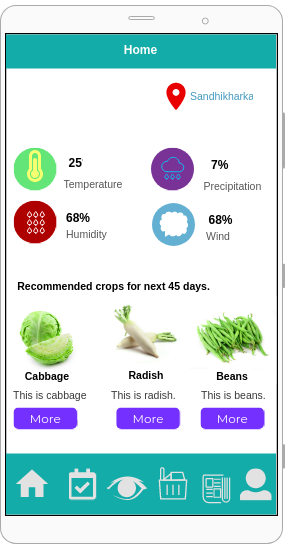 Home
Sandhikharka
25
Temperature
7%
Precipitation
68%
Humidity
68%
Wind
Recommended crops for next 45 days.
Cabbage
Radish
Beans
This is cabbage
This is radish.
This is beans.
More
More
More